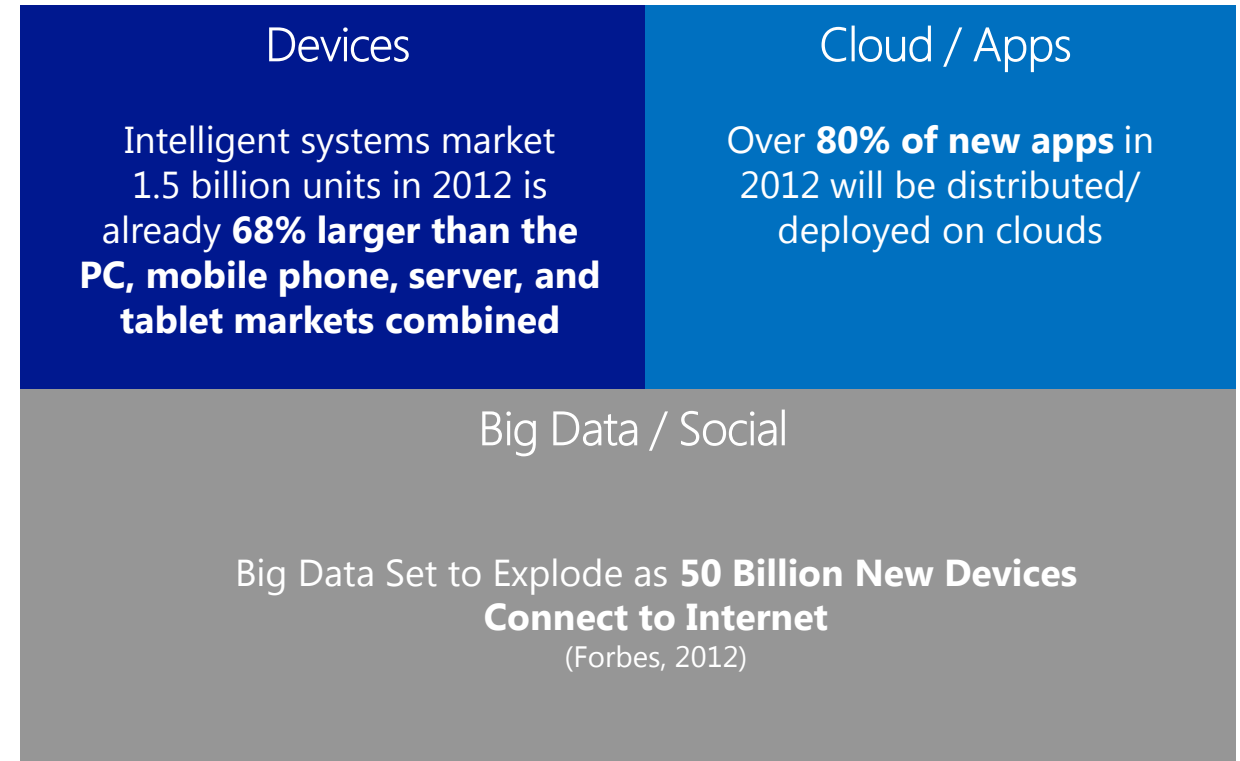 Devices
Intelligent systems market
1.5 billion units in 2012 is
already 68% larger than the
PC, mobile phone, server, and
tablet markets combined
Cloud / Apps
Over 80% of new apps in
2012 will be distributed/
deployed on clouds
Big Data / Social
Big Data Set to Explode as 50 Billion New Devices
Connect to Internet
(Forbes, 2012)